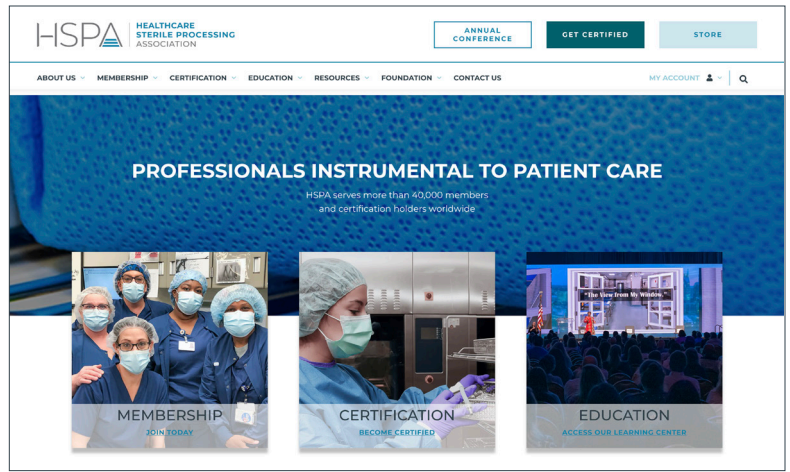 HSPA
HEALTHCARE
STERILE PROCESSING
ASSOCIATION
ANNUAL
CONFERENCE
GET CERTIFIED
STORE
ABOUT US
MEMBERSHIP
CERTIFICATION
EDUCATION
RESOURCES
FOUNDATION
CONTACT US
MY ACCOUNT
PROFESSIONALS INSTRUMENTAL TO PATIENT CARE
HSPA serves more than 40,000 members
and certification holders worldwide
"The View from My Window."
MEMBERSHIP
JOIN TODAY
CERTIFICATION
BECOME CERTIFIED
EDUCATION
ACCESS OUR LEARNING CENTER